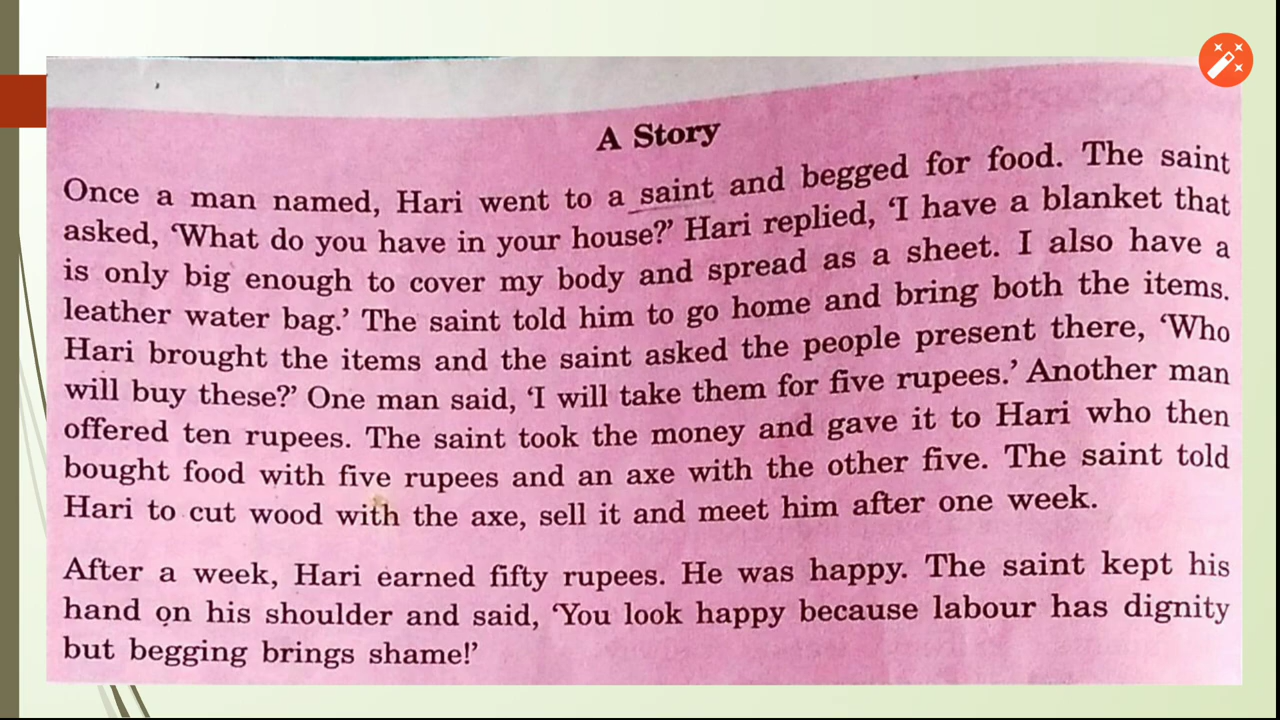 A Story
Once a man named, Hari went to a saint and begged for food. The saint
asked, ‘What do you have in your house?’ Hari replied, ‘I have a blanket that
is only big enough to cover my body and spread as a sheet. I also have a
leather water bag.’ The saint told him to go home and bring both the items.
Hari brought the items and the saint asked the people present there, ‘Who
will buy these?’ One man said, ‘I will take them for five rupees.’ Another man
offered ten rupees. The saint took the money and gave it to Hari who then
bought food with five rupees and an axe with the other five. The saint told
Hari to cut wood with the axe, sell it and meet him after one week.
After a week, Hari earned fifty rupees. He was happy. The saint kept his
hand on his shoulder and said, ‘You look happy because labour has dignity
but begging brings shame!’